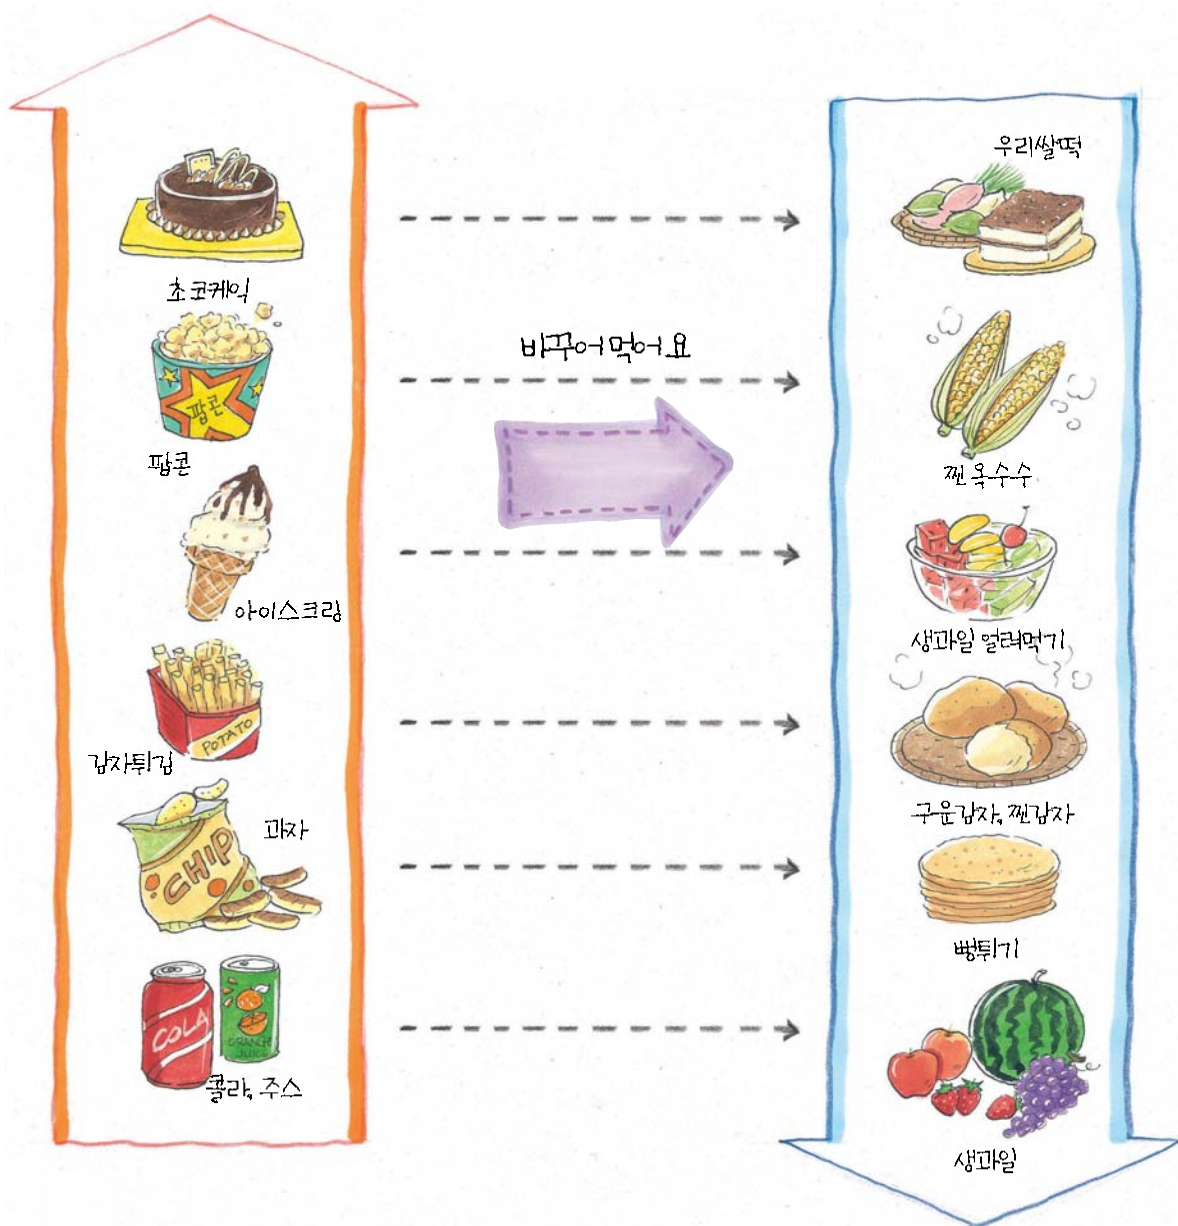 우리쌀떡
초코케익
바꾸어 먹어요
팝콘
팝콘
찐옥수수
아이스크림
생과일 얼려먹기
POTATO
감자튀김
구운감자, 찐감자
과자
CHIP
뻥튀기
COLA
ORANGE
JUICE
콜라, 주스
생과일